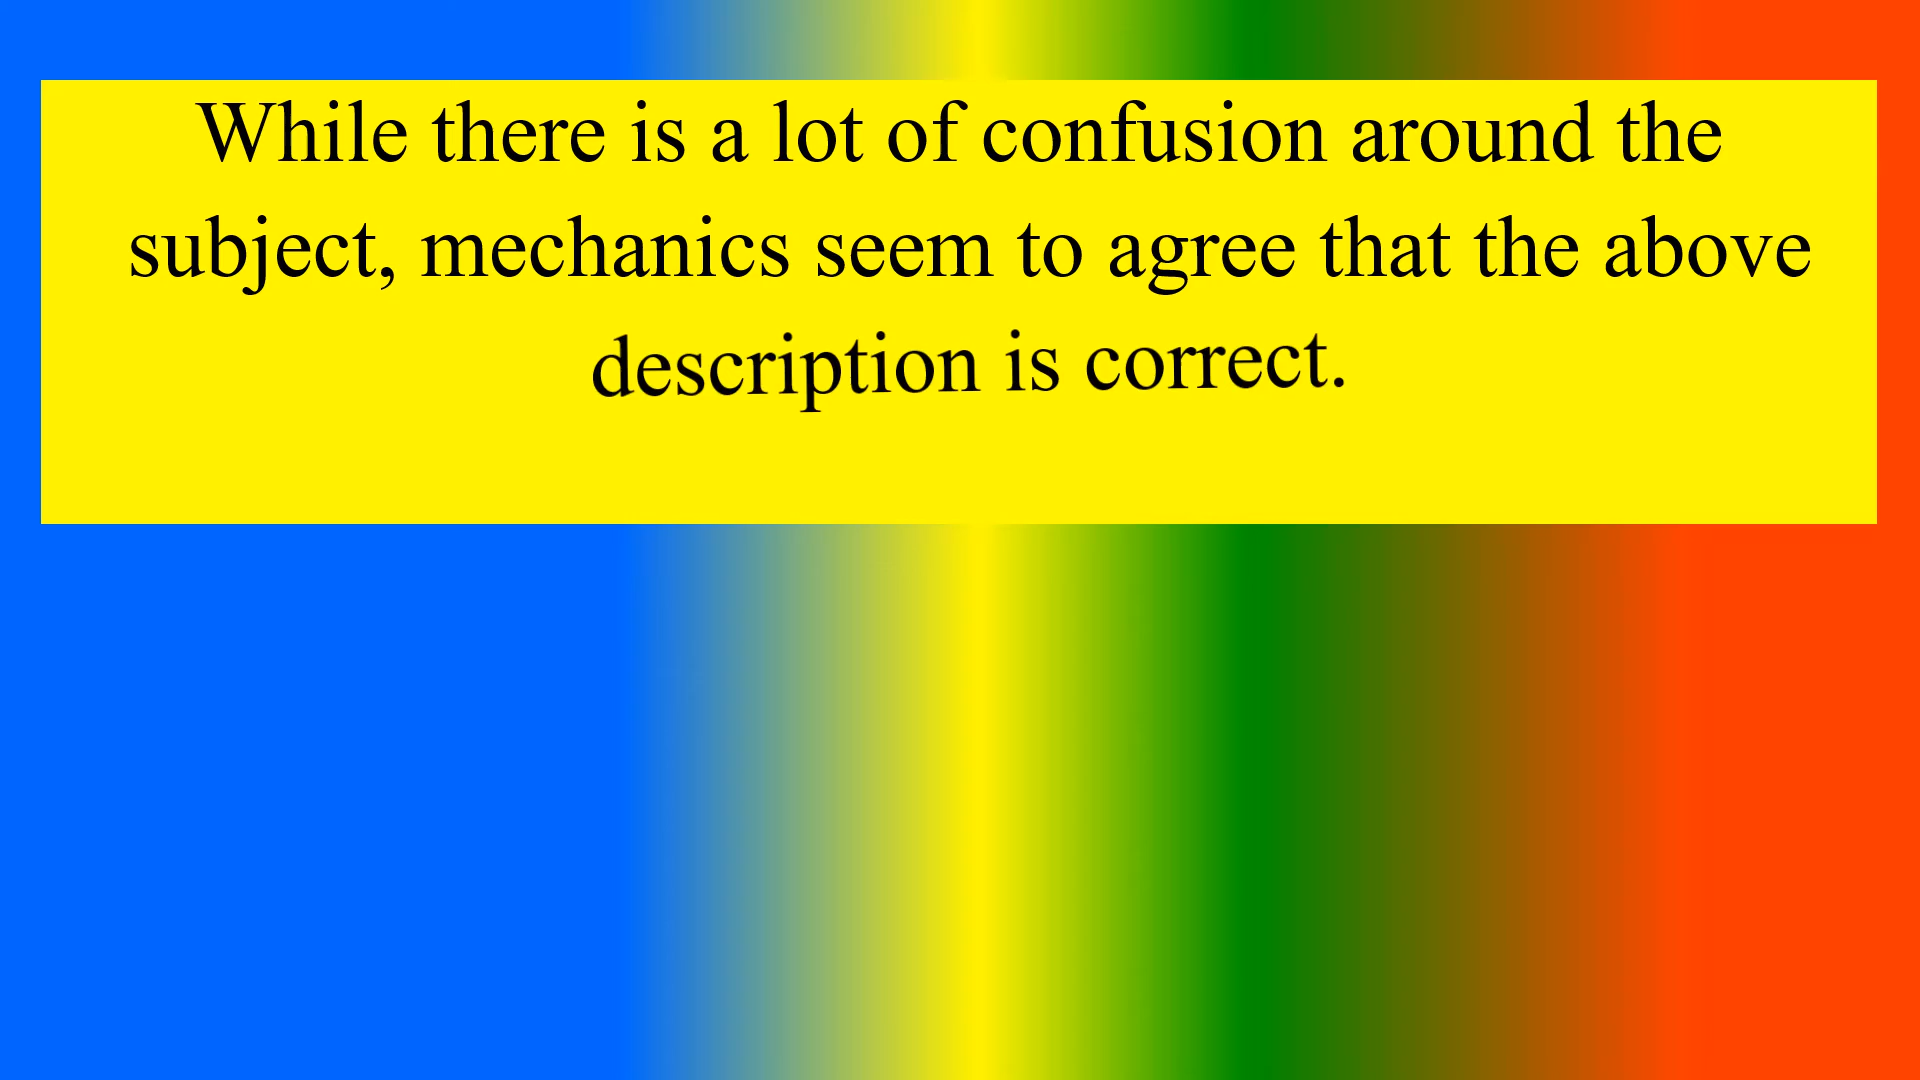 While there is a lot of confusion around the
subject, mechanics seem to agree that the above
description is correct.